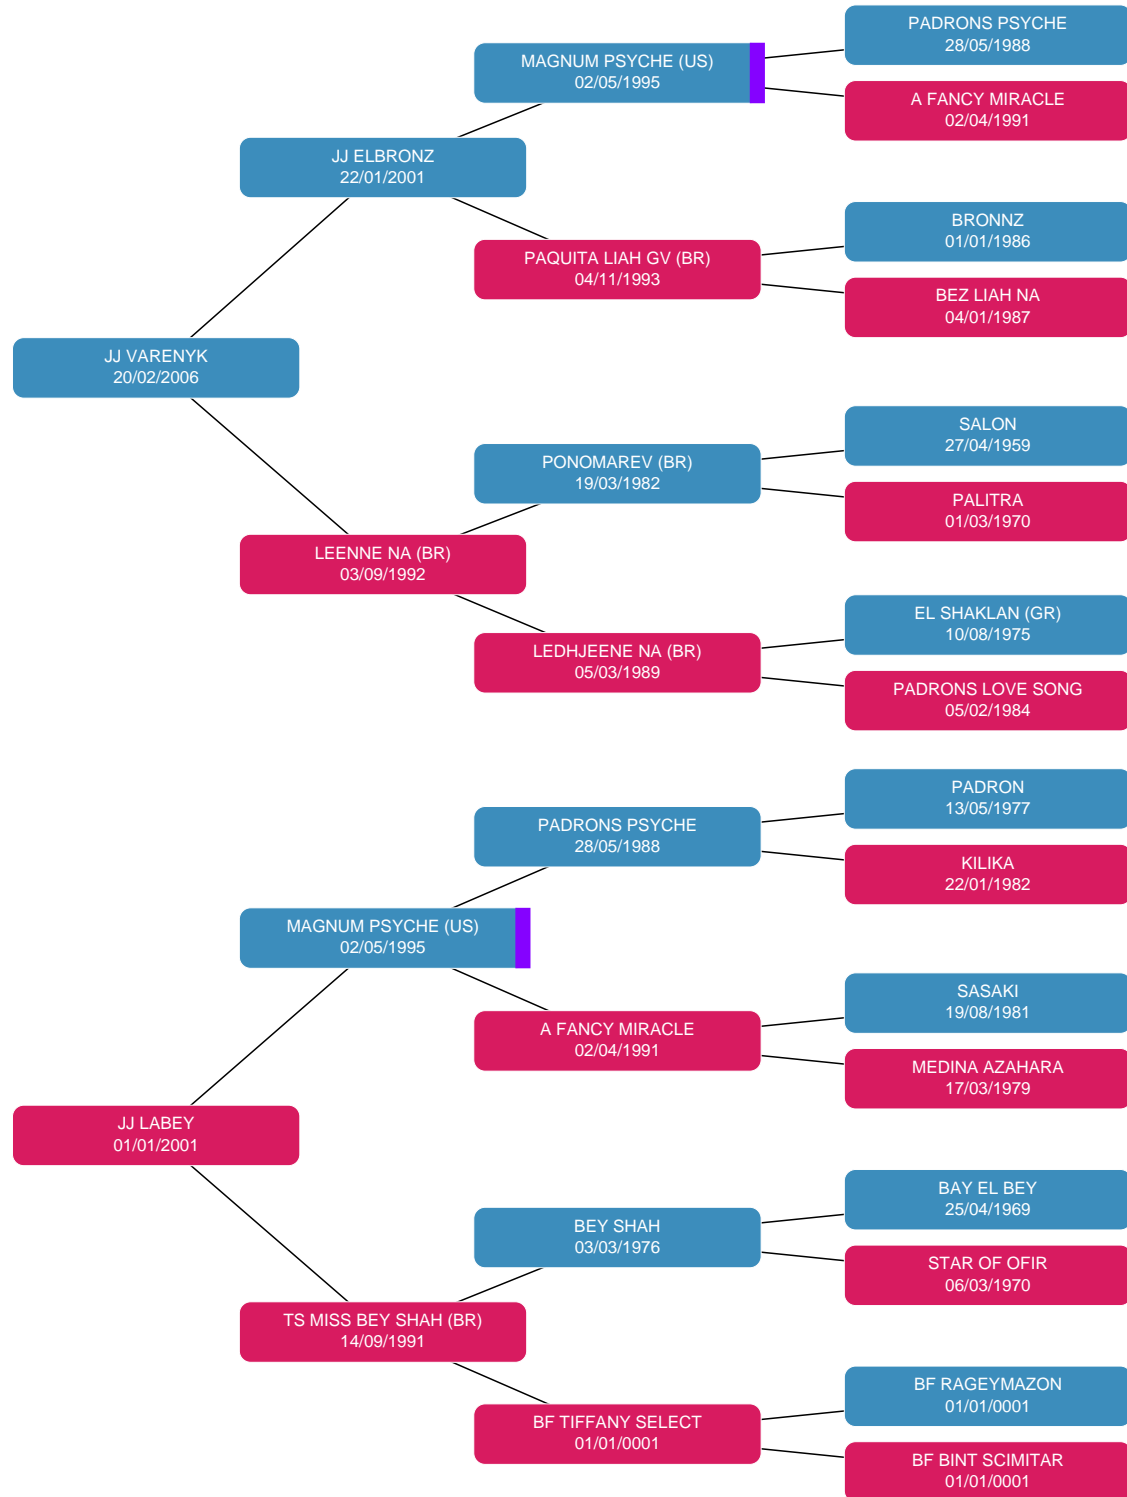 PADRONS PSYCHE
28/05/1988
MAGNUM PSYCHE (US)
02/05/1995
A FANCY MIRACLE
02/04/1991
JJ ELBRONZ
22/01/2001
BRONNZ
01/01/1986
PAQUITA LIAH GV (BR)
04/11/1993
BEZ LIAH NA
04/01/1987
JJ VARENYK
20/02/2006
SALON
27/04/1959
PONOMAREV (BR)
19/03/1982
PALITRA
01/03/1970
LEENNE NA (BR)
03/09/1992
EL SHAKLAN (GR)
10/08/1975
LEDHJEENE NA (BR)
05/03/1989
PADRONS LOVE SONG
05/02/1984
PADRON
13/05/1977
PADRONS PSYCHE
28/05/1988
KILIKA
22/01/1982
MAGNUM PSYCHE (US)
02/05/1995
SASAKI
19/08/1981
A FANCY MIRACLE
02/04/1991
MEDINA AZAHARA
17/03/1979
JJ LABEY
01/01/2001
BAY EL BEY
25/04/1969
BEY SHAH
03/03/1976
STAR OF OFIR
06/03/1970
TS MISS BEY SHAH (BR)
14/09/1991
BF RAGEYMAZON
01/01/0001
BF TIFFANY SELECT
01/01/0001
BF BINT SCIMITAR
01/01/0001